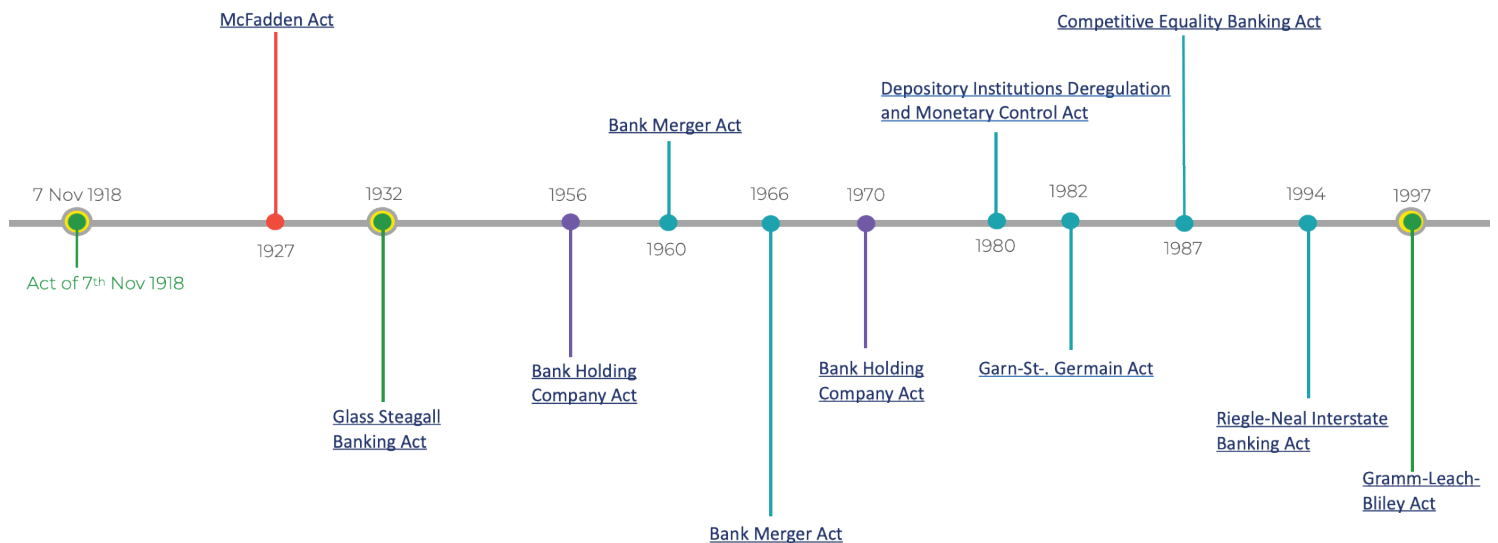 McFadden Act
Competitive Equality Banking Act
Depository Institutions Deregulation
and Monetary Control Act
Bank Merger Act
7 Nov 1918
1932
1956
1966
1970
1982
1994
1997
1927
1960
1980
1987
Act of 7th Nov 1918
Bank Holding
Company Act
Bank Holding
Company Act
Garn-St-. Germain Act
Glass Steagall
Banking Act
Riegle-Neal Interstate
Banking Act
Gramm-Leach-
Bliley Act
Bank Merger Act